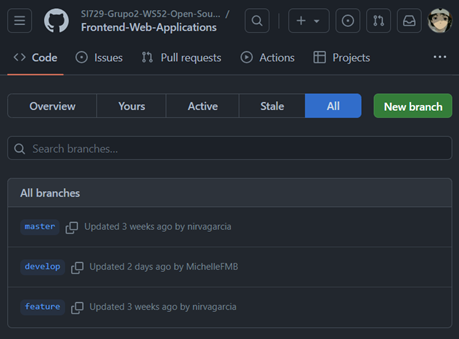 SI729-Grupo2-WS52-Open-Sou... /
Frontend-Web-Applications
Code Issues Pull requests Actions Projects
Overview Yours Active Stale All New branch
Search branches...
All branches
master Updated 3 weeks ago by nirvagarcia
develop Updated 2 days ago by MichelleFMB
feature Updated 3 weeks ago by nirvagarcia